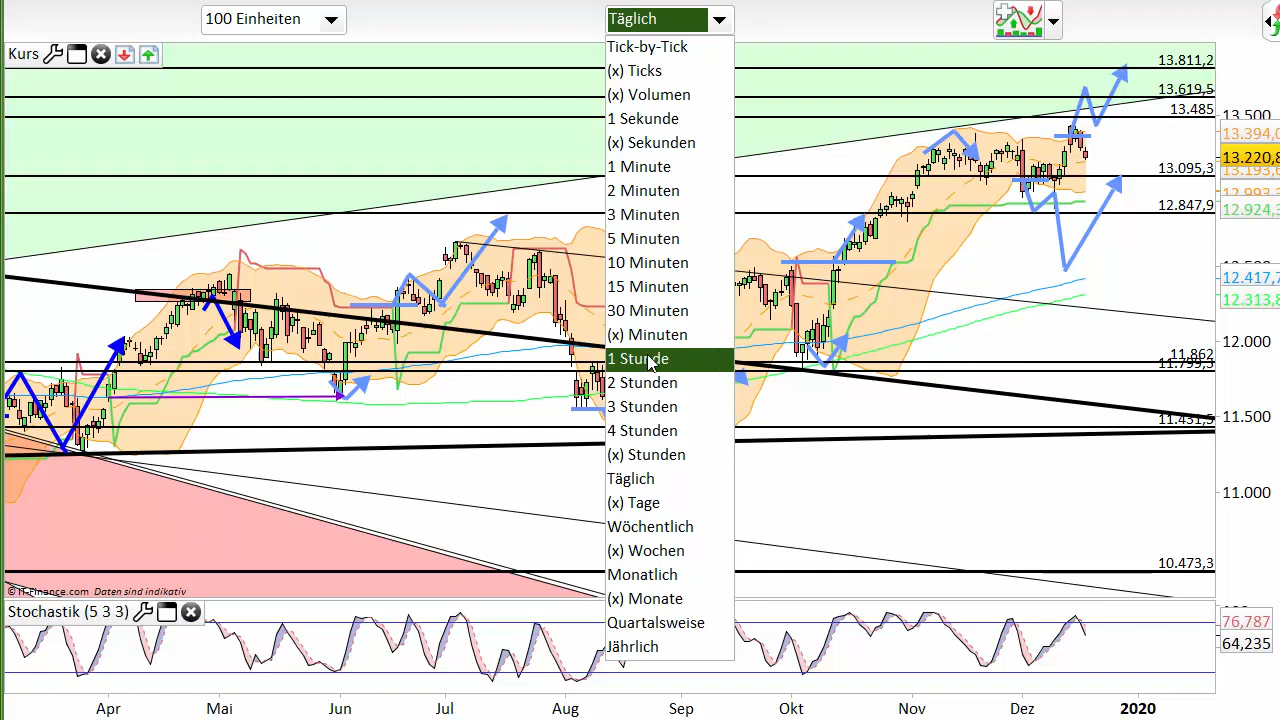 100 Einheiten
Täglich
Kurs
Tick-by-Tick
(x) Ticks
(x) Volumen
1 Sekunde
(x) Sekunden
1 Minute
2 Minuten
3 Minuten
5 Minuten
10 Minuten
15 Minuten
30 Minuten
(x) Minuten
1 Stunde
2 Stunden
3 Stunden
4 Stunden
(x) Stunden
Täglich
(x) Tage
Wöchentlich
(x) Wochen
Monatlich
(x) Monate
Quartalsweise
Jährlich
13.811,2
13.619,5
13.485
13.095,3
12.847,9
11.862
11.799,3
11.431,5
10.473,3
13.500
13.394,0
13.220,8
12.924,3
12.417,7
12.313,8
12.000
11.500
11.000
© IT-Finance.com Daten sind indikativ
Stochastik (5 3 3)
76,787
64,235
Apr Mai Jun Jul Aug Sep Okt Nov Dez 2020